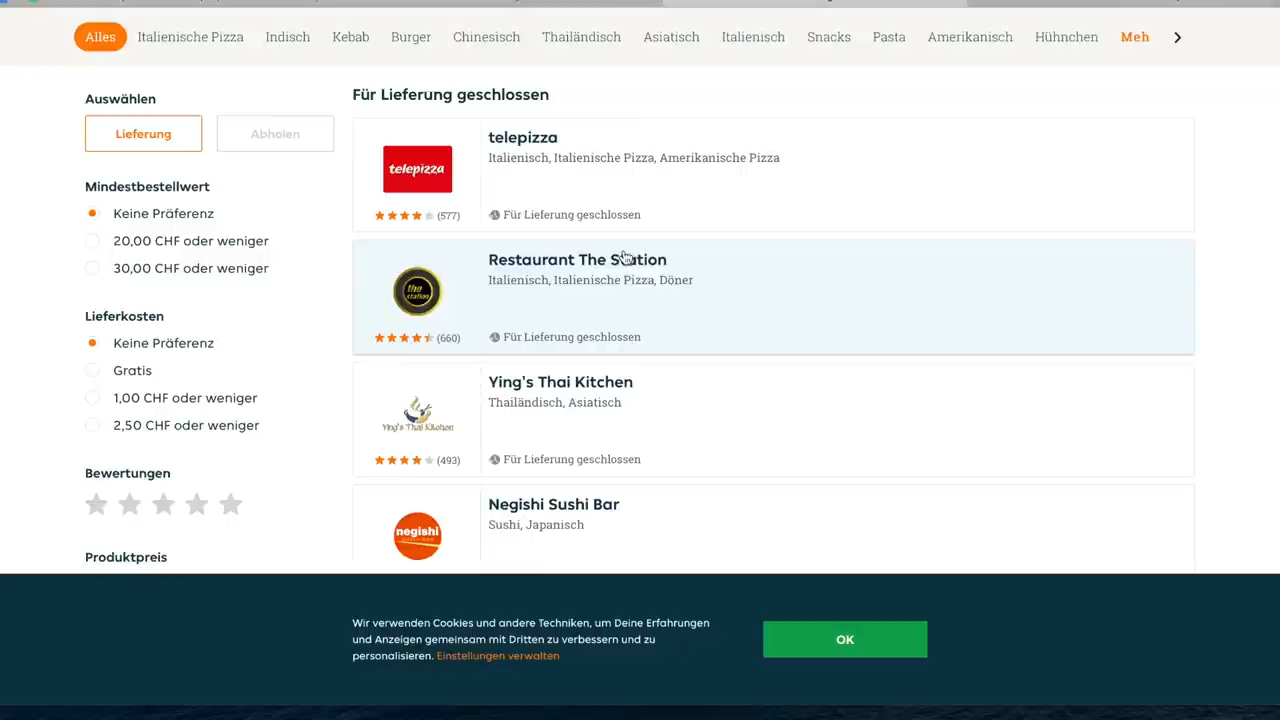 Alles Italienische Pizza Indisch Kebab Burger Chinesisch Thailändisch Asiatisch Italienisch Snacks Pasta Amerikanisch Hühnchen Meh
Auswählen
Lieferung Abholen
Mindestbestellwert
Keine Präferenz
20,00 CHF oder weniger
30,00 CHF oder weniger
Lieferkosten
Keine Präferenz
Gratis
1,00 CHF oder weniger
2,50 CHF oder weniger
Bewertungen
Produktpreis
Für Lieferung geschlossen
telepizza
telepizza
Italienisch, Italienische Pizza, Amerikanische Pizza
(577) Für Lieferung geschlossen
Restaurant The Station
Italienisch, Italienische Pizza, Döner
the
station
(660) Für Lieferung geschlossen
Ying's Thai Kitchen
Thailändisch, Asiatisch
Ying's Thai Kitchen
(493) Für Lieferung geschlossen
Negishi Sushi Bar
Sushi, Japanisch
negishi
Wir verwenden Cookies und andere Techniken, um Deine Erfahrungen
und Anzeigen gemeinsam mit Dritten zu verbessern und zu
personalisieren. Einstellungen verwalten
OK